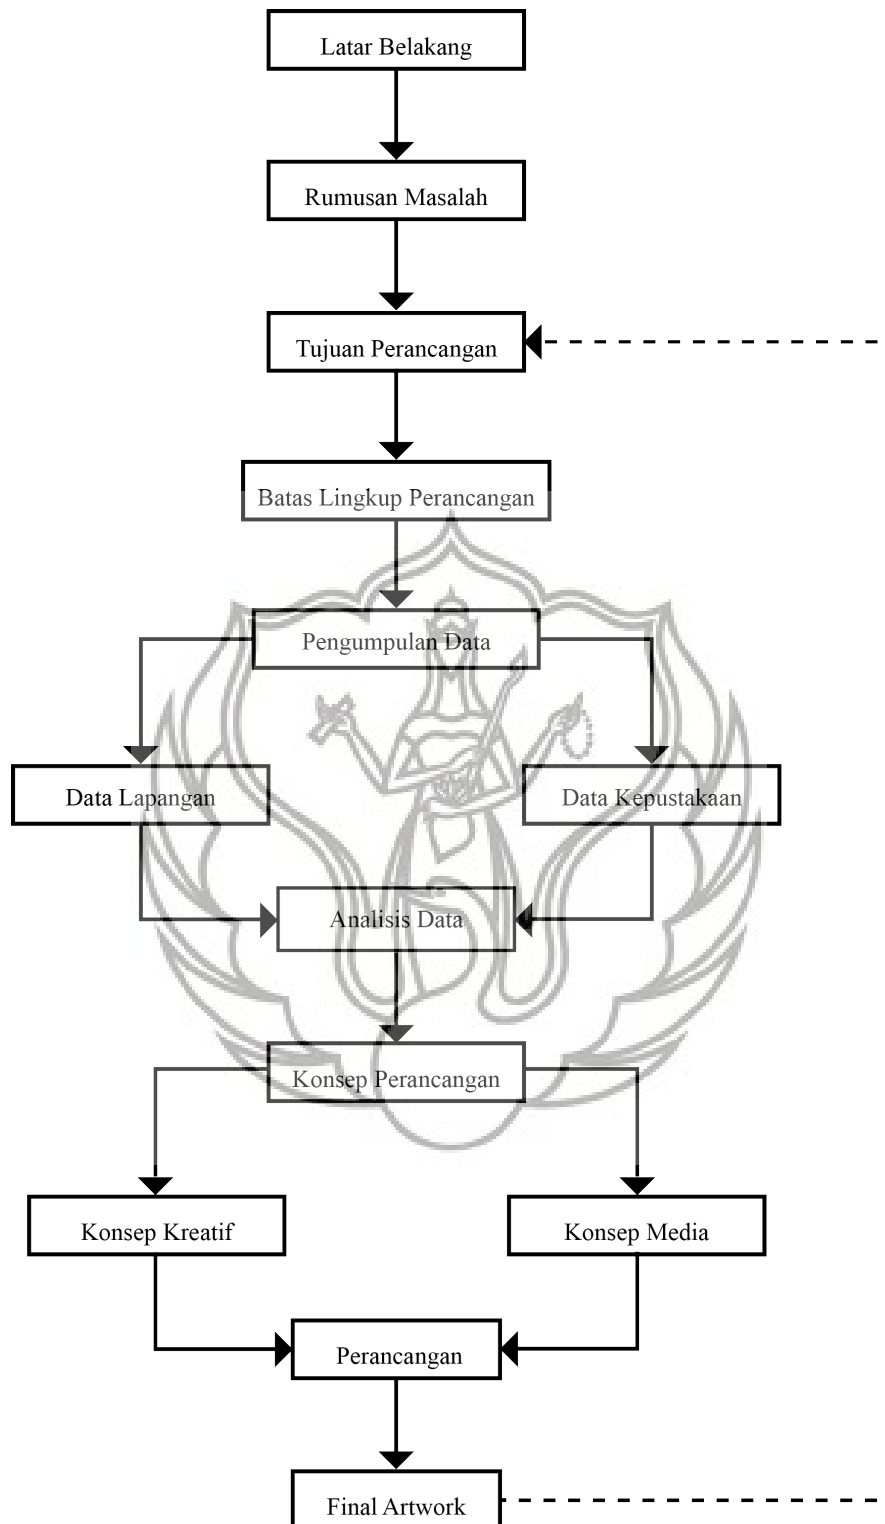 Latar Belakang
Rumusan Masalah
Tujuan Perancangan
Batas Lingkup Perancangan
Pengumpulan Data
Data Lapangan
Data Kepustakaan
Analisis Data
Konsep Perancangan
Konsep Kreatif
Konsep Media
Perancangan
Final Artwork